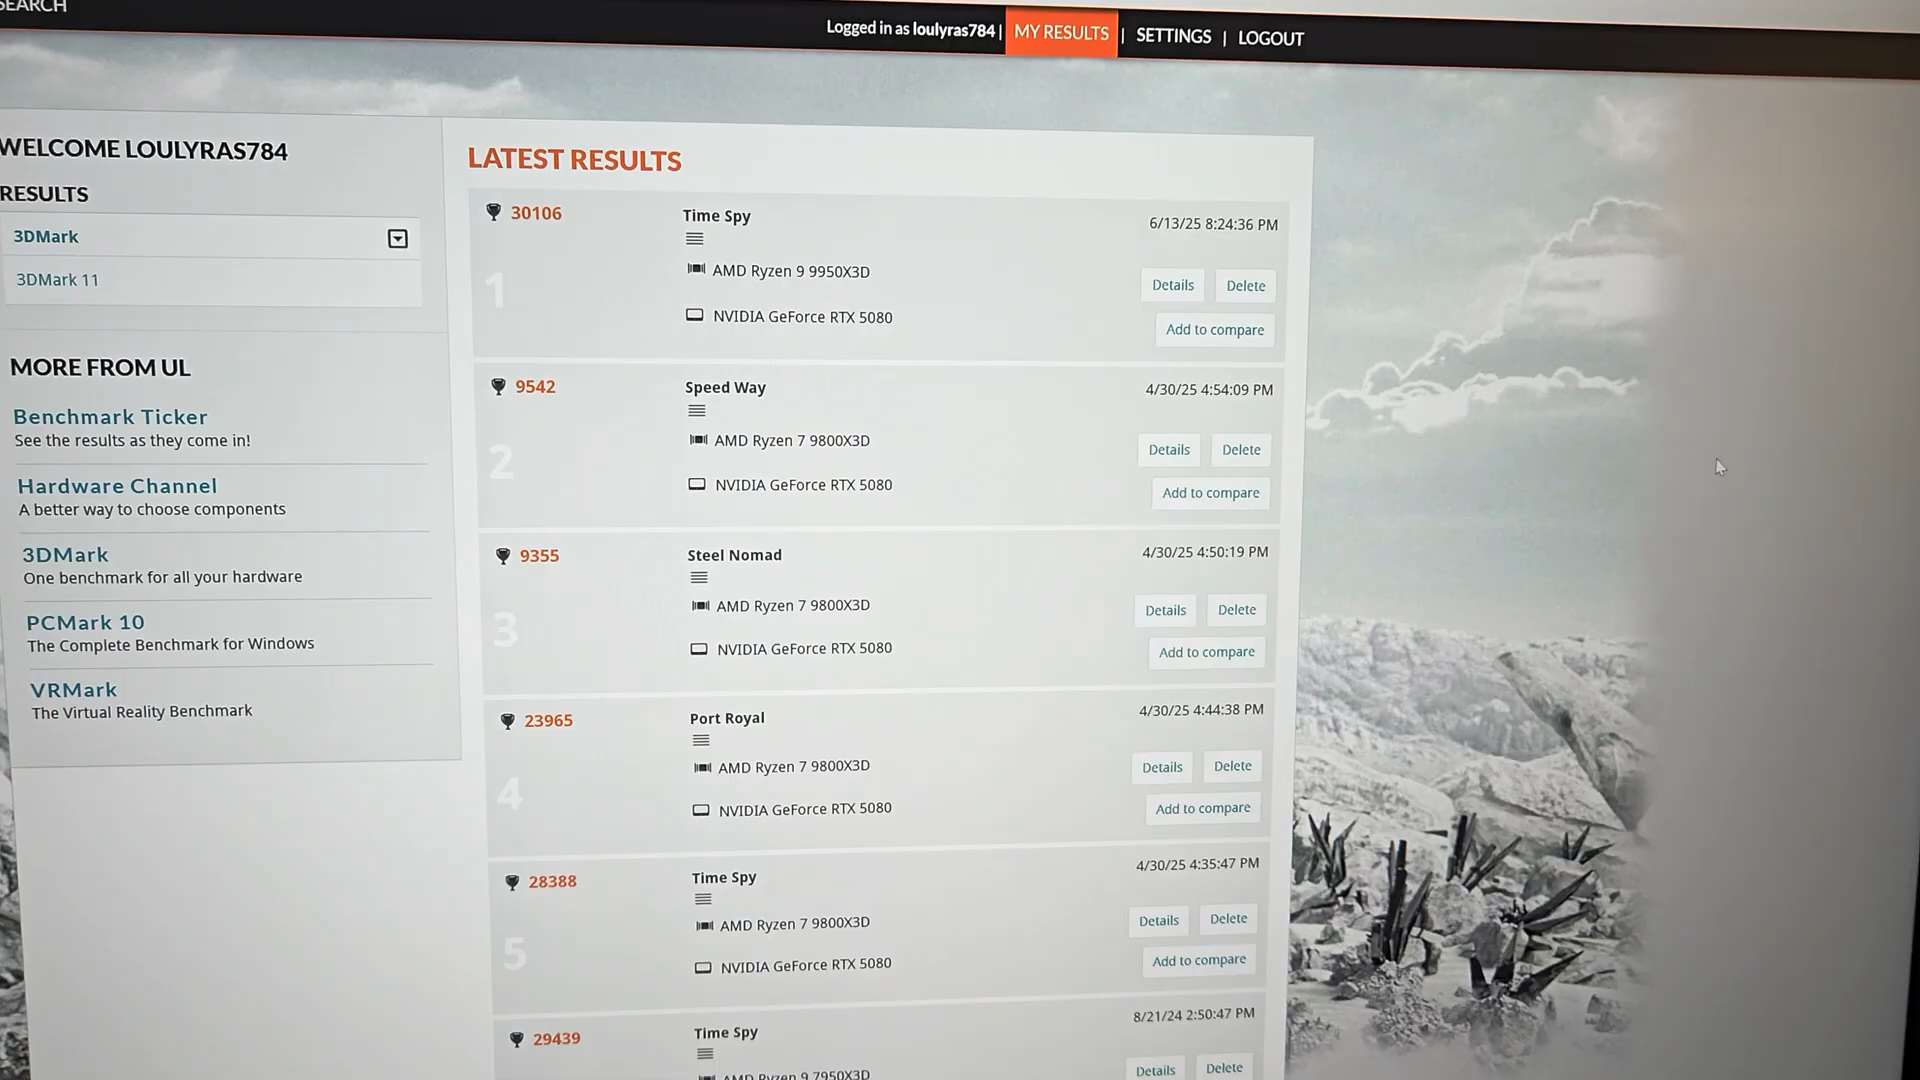 SEARCH
Logged in as loulyras784 | MY RESULTS | SETTINGS | LOGOUT
WELCOME LOULYRAS784
RESULTS
3DMark
3DMark 11
MORE FROM UL
Benchmark Ticker
See the results as they come in!
Hardware Channel
A better way to choose components
3DMark
One benchmark for all your hardware
PCMark 10
The Complete Benchmark for Windows
VRMark
The Virtual Reality Benchmark
LATEST RESULTS
30106 Time Spy 6/13/25 8:24:36 PM
1 AMD Ryzen 9 9950X3D Details Delete
NVIDIA GeForce RTX 5080 Add to compare
9542 Speed Way 4/30/25 4:54:09 PM
2 AMD Ryzen 7 9800X3D Details Delete
NVIDIA GeForce RTX 5080 Add to compare
9355 Steel Nomad 4/30/25 4:50:19 PM
3 AMD Ryzen 7 9800X3D Details Delete
NVIDIA GeForce RTX 5080 Add to compare
23965 Port Royal 4/30/25 4:44:38 PM
4 AMD Ryzen 7 9800X3D Details Delete
NVIDIA GeForce RTX 5080 Add to compare
28388 Time Spy 4/30/25 4:35:47 PM
5 AMD Ryzen 7 9800X3D Details Delete
NVIDIA GeForce RTX 5080 Add to compare
29439 Time Spy 8/21/24 2:50:47 PM
AMD Ryzen 9 7950X3D Details Delete